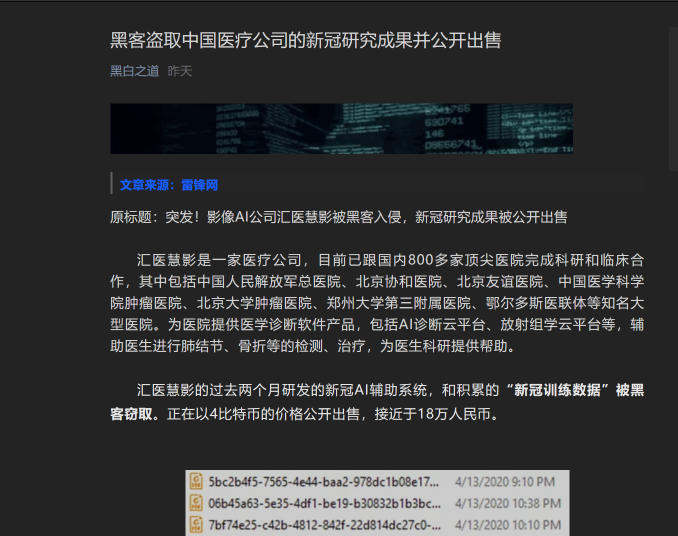 黑客盗取中国医疗公司的新冠研究成果并公开出售
黑白之道 昨天
690741
146
09556741
文章来源：雷锋网
原标题：突发！影像AI公司汇医慧影被黑客入侵，新冠研究成果被公开出售
汇医慧影是一家医疗公司，目前已跟国内800多家顶尖医院完成科研和临床合
作，其中包括中国人民解放军总医院、北京协和医院、北京友谊医院、中国医学科学
院肿瘤医院、北京大学肿瘤医院、郑州大学第三附属医院、鄂尔多斯医联体等知名大
型医院。为医院提供医学诊断软件产品，包括AI诊断云平台、放射组学云平台等，辅
助医生进行肺结节、骨折等的检测、治疗，为医生科研提供帮助。
汇医慧影的过去两个月研发的新冠AI辅助系统，和积累的“新冠训练数据”被黑
客窃取。正在以4比特币的价格公开出售，接近于18万人民币。
5bc2b4f5-7565-4e44-baa2-978dc1b08e17... 4/13/2020 9:10 PM
06b45a63-5e35-4df1-be19-b30832b1b3bc... 4/13/2020 10:38 PM
7bf74e25-c42b-4812-842f-22d814dc27c0-... 4/13/2020 10:10 PM